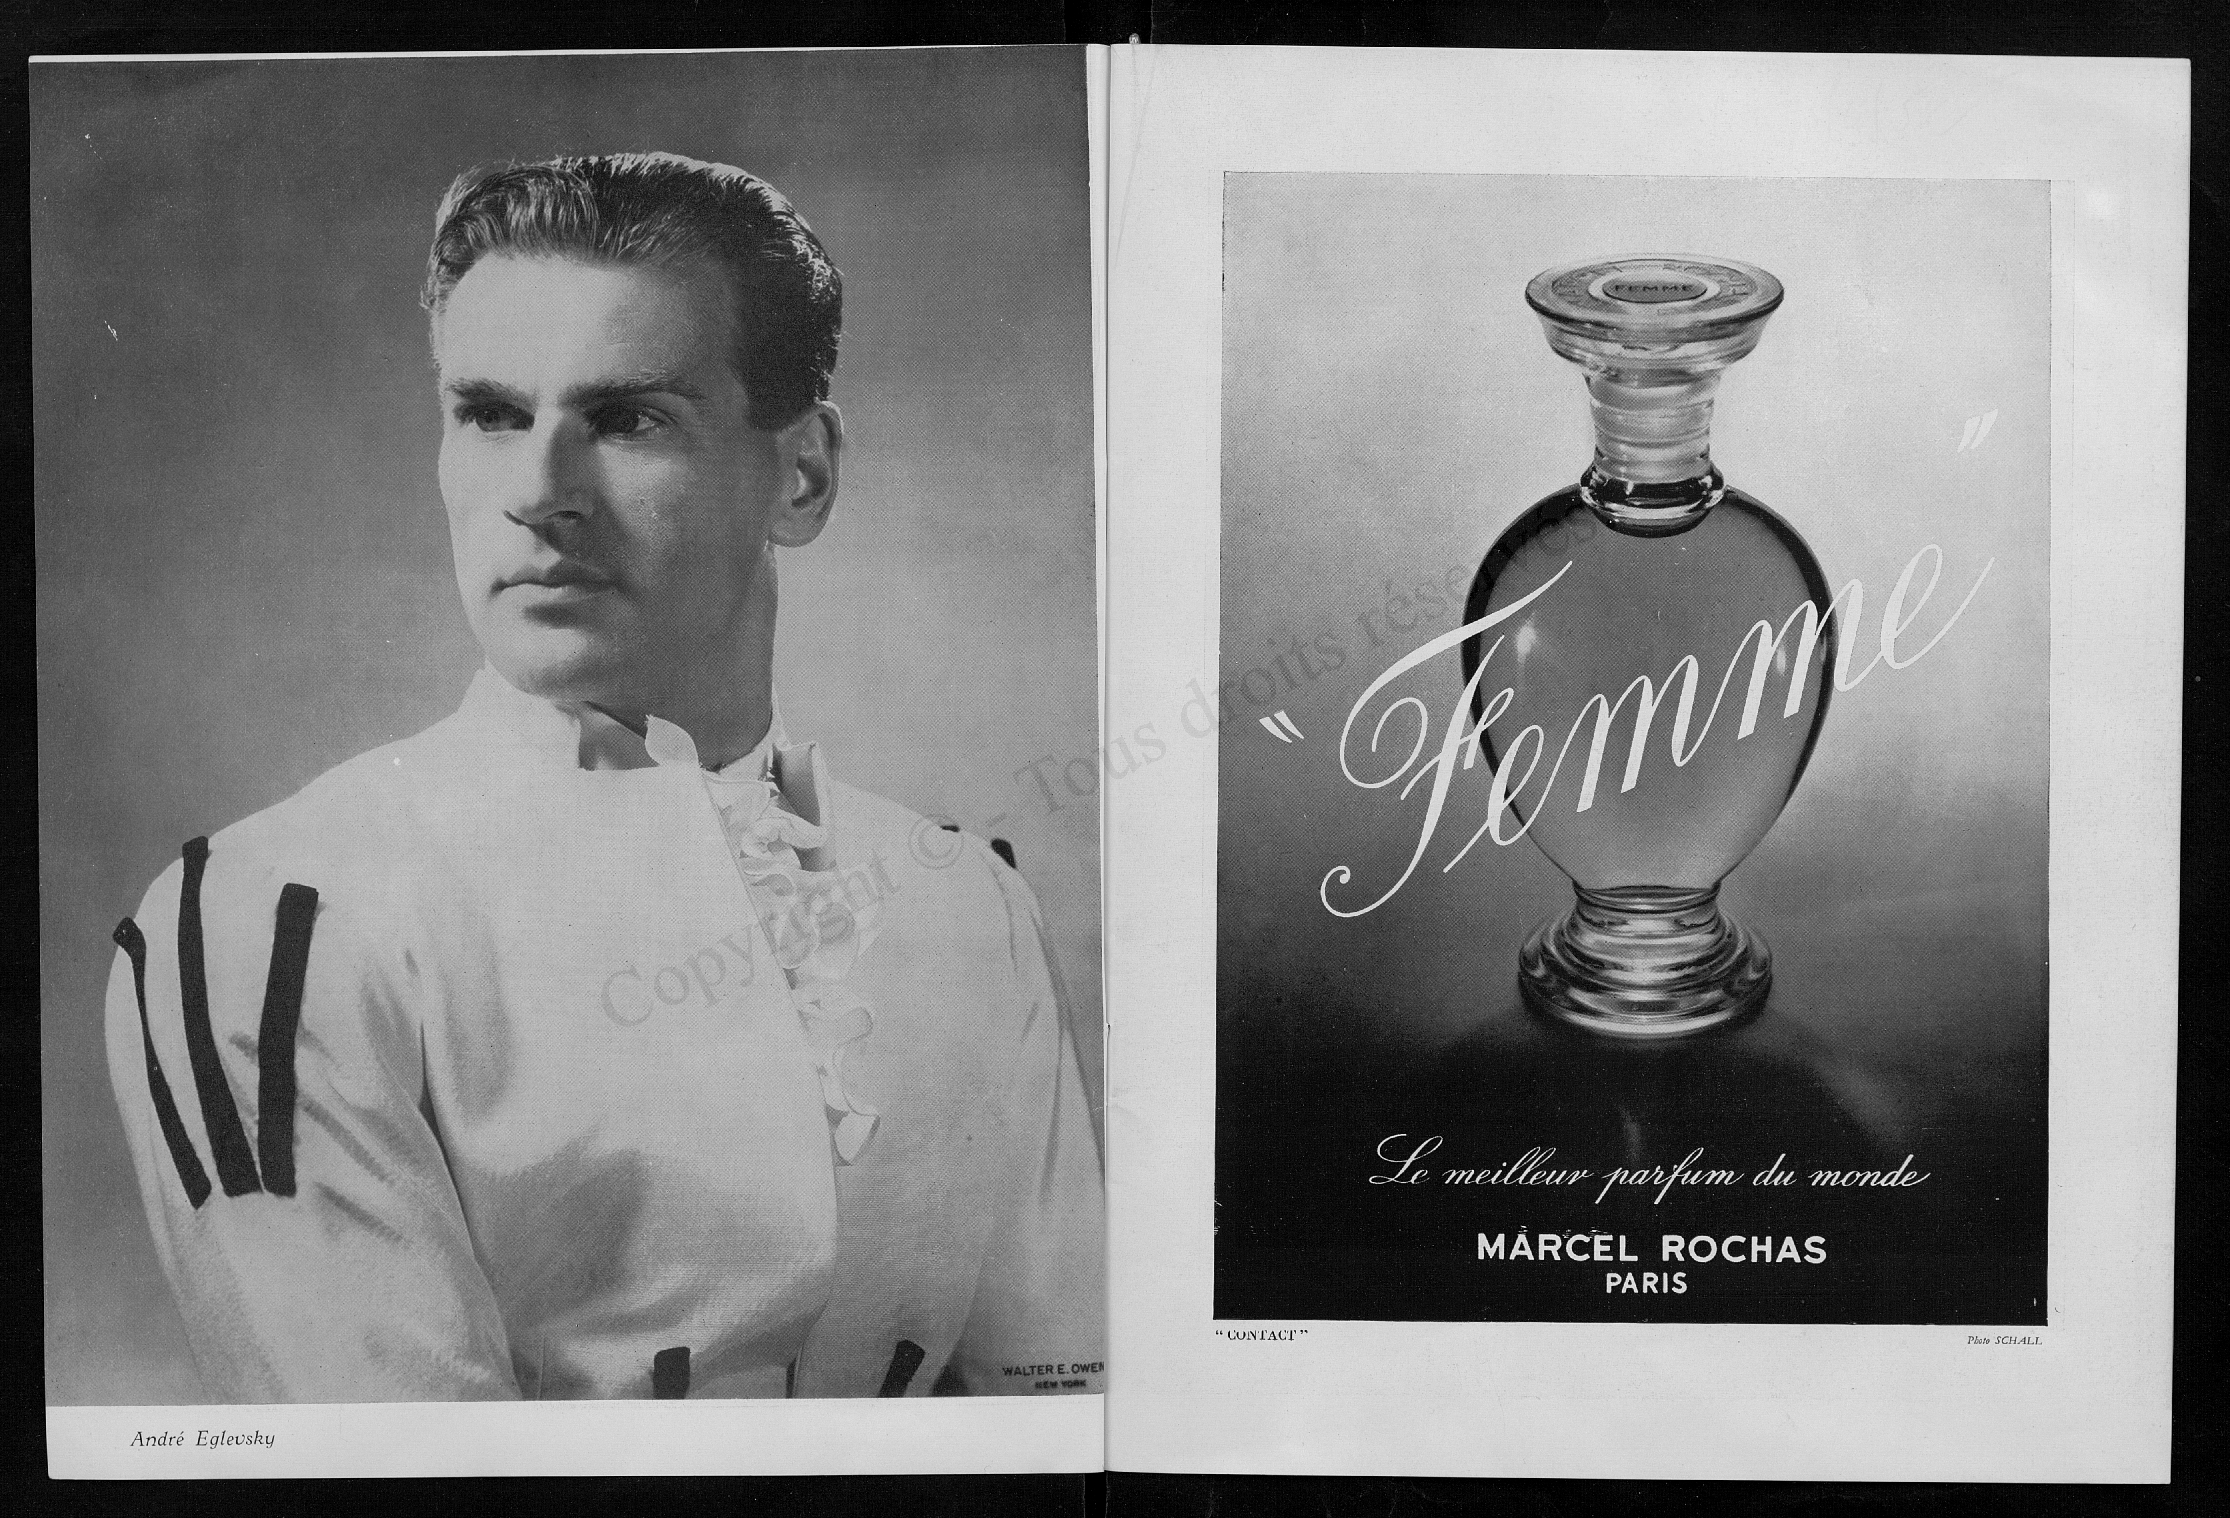 WALTER E. OWEN
NEW YORK
André Eglevsky
FEMME
" Femme "
Le meilleur parfum du monde
MARCEL ROCHAS
PARIS
" CONTACT "
Photo SCHALL
Copyright © - Tous droits réservés